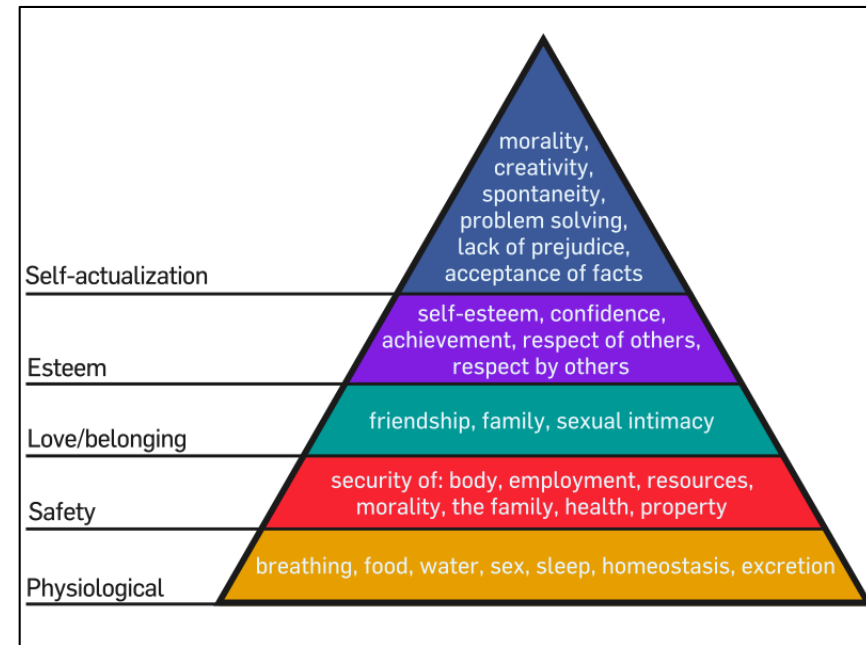 morality,
creativity,
spontaneity,
problem solving,
lack of prejudice,
acceptance of facts
Self-actualization
self-esteem, confidence,
achievement, respect of others,
respect by others
Esteem
friendship, family, sexual intimacy
Love/belonging
security of: body, employment, resources,
morality, the family, health, property
Safety
breathing, food, water, sex, sleep, homeostasis, excretion
Physiological